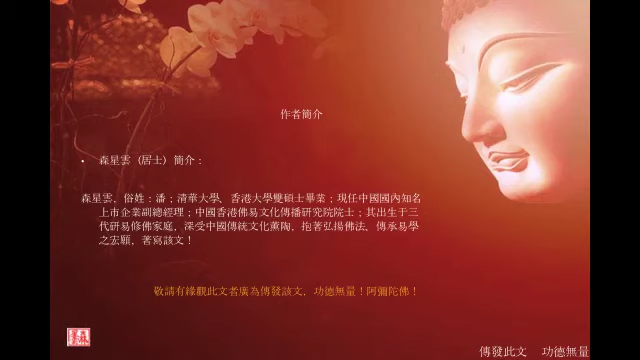 作者簡介
• 森星雲（居士）簡介：
森星雲，俗姓：潘；清華大學，香港大學雙碩士畢業；現任中國國內知名
上市企業副總經理；中國香港佛易文化傳播研究院院士；其出生于三
代研易修佛家庭，深受中國傳統文化薰陶，抱著弘揚佛法，傳承易學
之宏願，著寫該文！
敬請有緣觀此文者廣為傳發該文，功德無量！阿彌陀佛！
傳發此文 功德無量